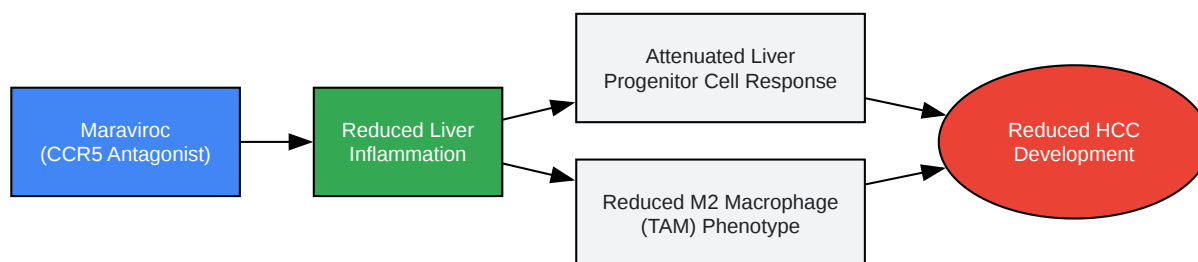 Maraviroc
(CCR5 Antagonist)
Reduced Liver
Inflammation
Attenuated Liver
Progenitor Cell Response
Reduced M2 Macrophage
(TAM) Phenotype
Reduced HCC
Development